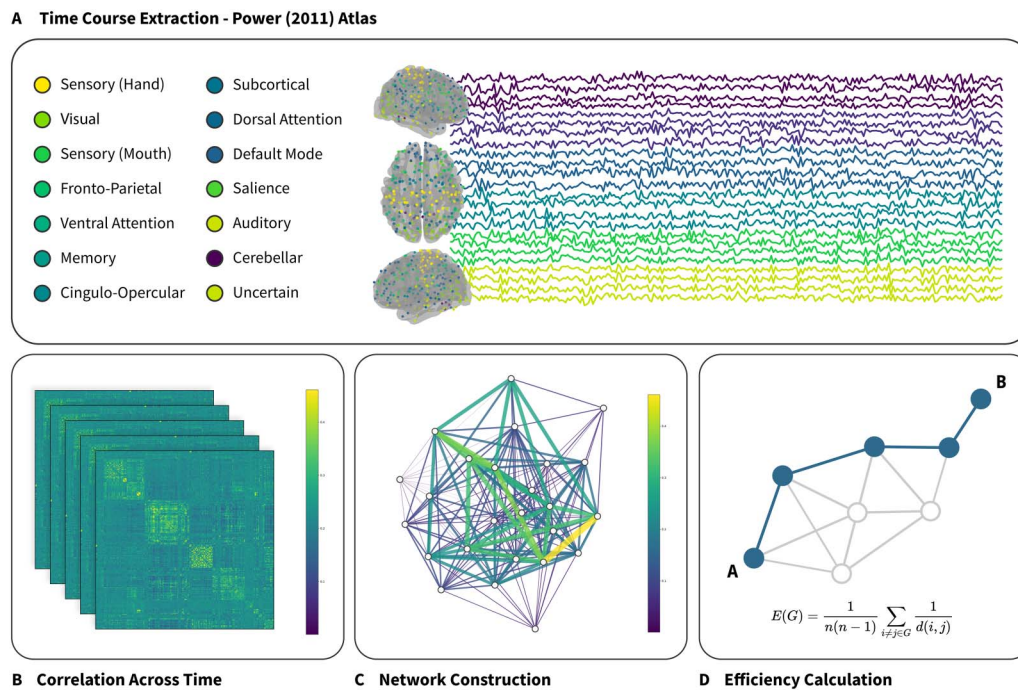 A Time Course Extraction - Power (2011) Atlas
Sensory (Hand)
Visual
Sensory (Mouth)
Fronto-Parietal
Ventral Attention
Memory
Cingulo-Opercular
Subcortical
Dorsal Attention
Default Mode
Salience
Auditory
Cerebellar
Uncertain
A
B
E(G) = 1/n(n − 1) ∑ i≠j∈G 1/d(i, j)
B Correlation Across Time
C Network Construction
D Efficiency Calculation